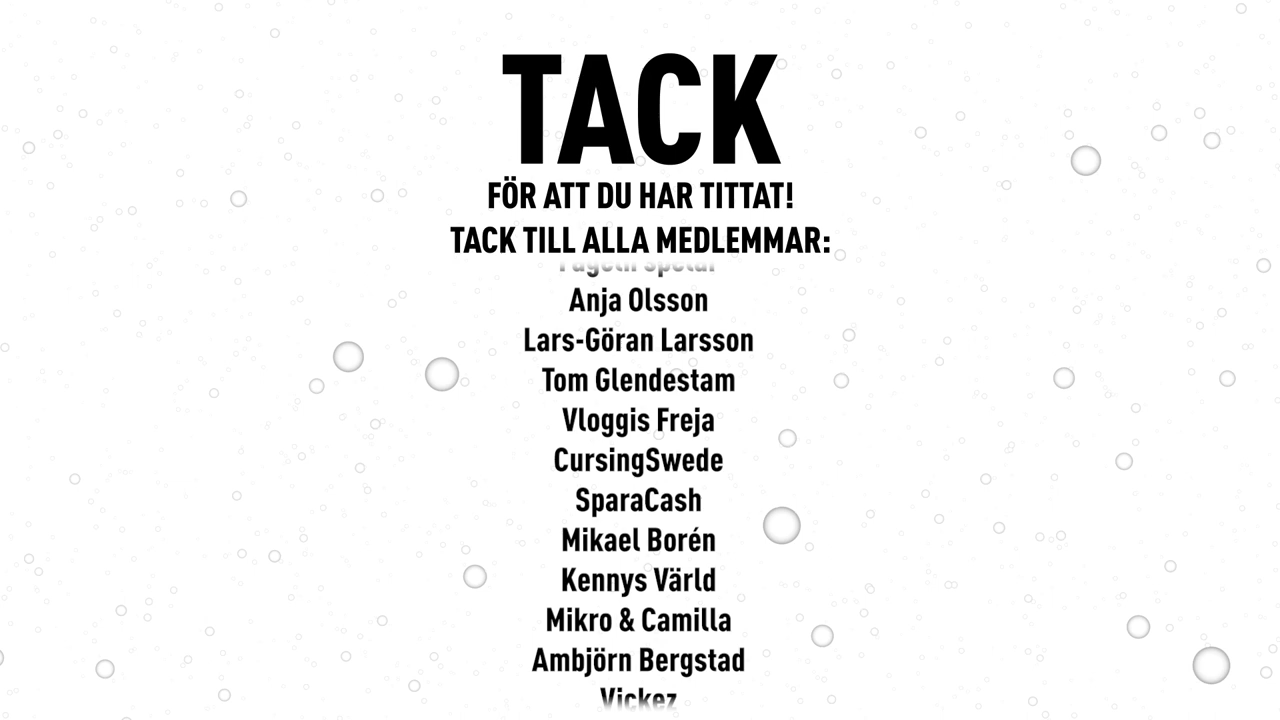 TACK
FÖR ATT DU HAR TITTAT!
TACK TILL ALLA MEDLEMMAR:
Anja Olsson
Lars-Göran Larsson
Tom Glendestam
Vloggis Freja
CursingSwede
SparaCash
Mikael Borén
Kennys Värld
Mikro & Camilla
Ambjörn Bergstad
Vickez